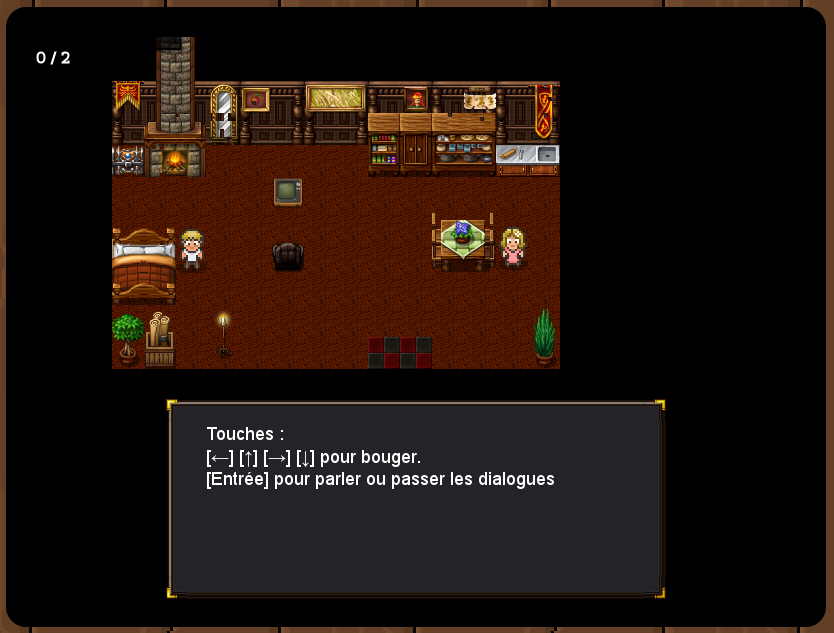 0 / 2
Touches :
[←] [↑] [→] [↓] pour bouger.
[Entrée] pour parler ou passer les dialogues